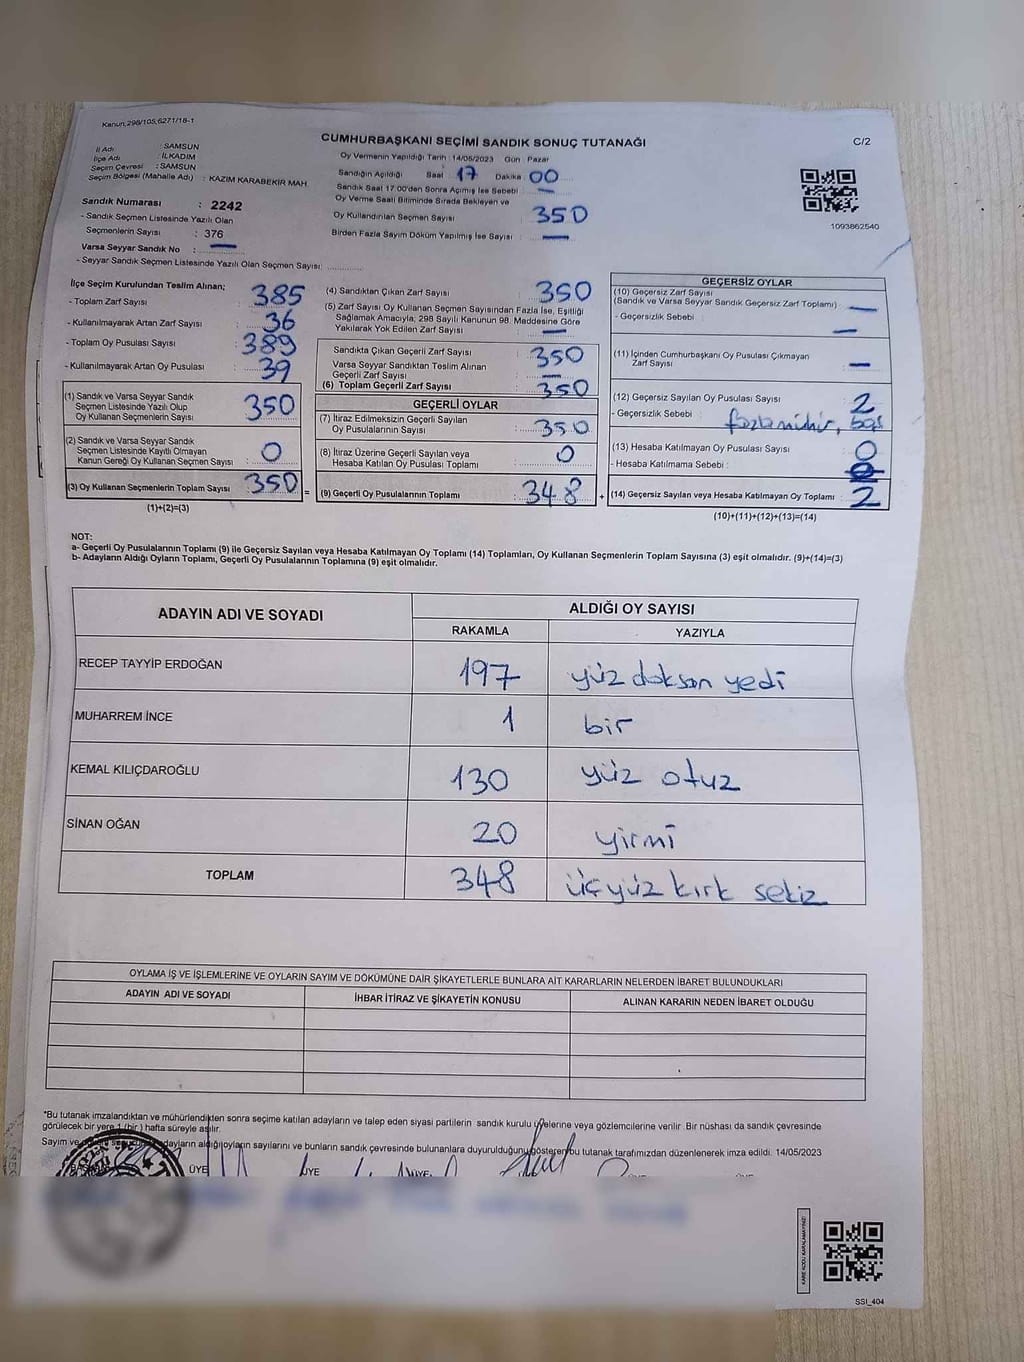 Kanun;298/105,6271/18-1
CUMHURBAŞKANI SEÇİMİ SANDIK SONUÇ TUTANAĞI
C/2
İl Adı : SAMSUN
İlçe Adı : İLKADIM
Seçim Çevresi : SAMSUN
Seçim Bölgesi (Mahalle Adı) : KAZIM KARABEKİR MAH.
Sandık Numarası : 2242
- Sandık Seçmen Listesinde Yazılı Olan
Seçmenlerin Sayısı : 376
Varsa Seyyar Sandık No : —
- Seyyar Sandık Seçmen Listesinde Yazılı Olan Seçmen Sayısı: ............
Oy Vermenin Yapıldığı Tarih : 14/05/2023 Gün : Pazar
Sandığın Açıldığı Saat 17 Dakika 00
Sandık Saat 17.00'den Sonra Açımış İse Sebebi : —
Oy Verme Saati Bitiminde Sırada Bekleyen ve
Oy Kullandırılan Seçmen Sayısı 350
Birden Fazla Sayım Döküm Yapılmış İse Sayısı : —
1093862540
İlçe Seçim Kurulundan Teslim Alınan;
- Toplam Zarf Sayısı 385
- Kullanılmayarak Artan Zarf Sayısı : 36
- Toplam Oy Pusulası Sayısı : 389
- Kullanılmayarak Artan Oy Pusulası : 39
(1) Sandık ve Varsa Seyyar Sandık
Seçmen Listesinde Yazılı Olup
Oy Kullanan Seçmenlerin Sayısı : 350
(2) Sandık ve Varsa Seyyar Sandık
Seçmen Listesinde Kayıtlı Olmayan
Kanun Gereği Oy Kullanan Seçmen Sayısı : 0
(3) Oy Kullanan Seçmenlerin Toplam Sayısı : 350 =
(1)+(2)=(3)
(4) Sandıktan Çıkan Zarf Sayısı : 350
(5) Zarf Sayısı Oy Kullanan Seçmen Sayısından Fazla İse, Eşitliği
Sağlamak Amacıyla; 298 Sayılı Kanunun 98. Maddesine Göre
Yakılarak Yok Edilen Zarf Sayısı : —
Sandıkta Çıkan Geçerli Zarf Sayısı : 350
Varsa Seyyar Sandıktan Teslim Alınan
Geçerli Zarf Sayısı : —
(6) Toplam Geçerli Zarf Sayısı : 350
GEÇERLİ OYLAR
(7) İtiraz Edilmeksizin Geçerli Sayılan
Oy Pusulalarının Sayısı : 350
(8) İtiraz Üzerine Geçerli Sayılan veya
Hesaba Katılan Oy Pusulası Toplamı : 0
(9) Geçerli Oy Pusulalarının Toplamı : 348 +
GEÇERSİZ OYLAR
(10) Geçersiz Zarf Sayısı
(Sandık ve Varsa Seyyar Sandık Geçersiz Zarf Toplamı) : —
- Geçersizlik Sebebi : —
(11) İçinden Cumhurbaşkanı Oy Pusulası Çıkmayan
Zarf Sayısı : —
(12) Geçersiz Sayılan Oy Pusulası Sayısı : 2
- Geçersizlik Sebebi :
(13) Hesaba Katılmayan Oy Pusulası Sayısı : 0
- Hesaba Katılmama Sebebi :
(14) Geçersiz Sayılan veya Hesaba Katılmayan Oy Toplamı : 2
(10)+(11)+(12)+(13)=(14)
NOT:
a- Geçerli Oy Pusulalarının Toplamı (9) ile Geçersiz Sayılan veya Hesaba Katılmayan Oy Toplamı (14) Toplamları, Oy Kullanan Seçmenlerin Toplam Sayısına (3) eşit olmalıdır. (9)+(14)=(3)
b- Adayların Aldığı Oyların Toplamı, Geçerli Oy Pusulalarının Toplamına (9) eşit olmalıdır.
ADAYIN ADI VE SOYADI
ALDIĞI OY SAYISI
RAKAMLA YAZIYLA
RECEP TAYYİP ERDOĞAN 197 yüz doksan yedi
MUHARREM İNCE 1 bir
KEMAL KILIÇDAROĞLU 130 yüz otuz
SİNAN OĞAN 20 yirmi
TOPLAM 348 üçyüz kırk sekiz
OYLAMA İŞ VE İŞLEMLERİNE VE OYLARIN SAYIM VE DÖKÜMÜNE DAİR ŞİKAYETLERLE BUNLARA AİT KARARLARIN NELERDEN İBARET BULUNDUKLARI
ADAYIN ADI VE SOYADI İHBAR İTİRAZ VE ŞİKAYETİN KONUSU ALINAN KARARIN NEDEN İBARET OLDUĞU
*Bu tutanak imzalandıktan ve mühürlendikten sonra seçime katılan adayların ve talep eden siyasi partilerin sandık kurulu üyelerine veya gözlemcilerine verilir. Bir nüshası da sandık çevresinde
görülecek bir yere 1 (bir) hafta süreyle asılır.
Sayım ve adayların aldığı oyların sayılarını ve bunların sandık çevresinde bulunanlara duyurulduğunu gösteren bu tutanak tarafımızdan düzenlenerek imza edildi. 14/05/2023
ÜYE ÜYE ÜYE
KARE KODU KARALAMAYINIZ!
SSI_404